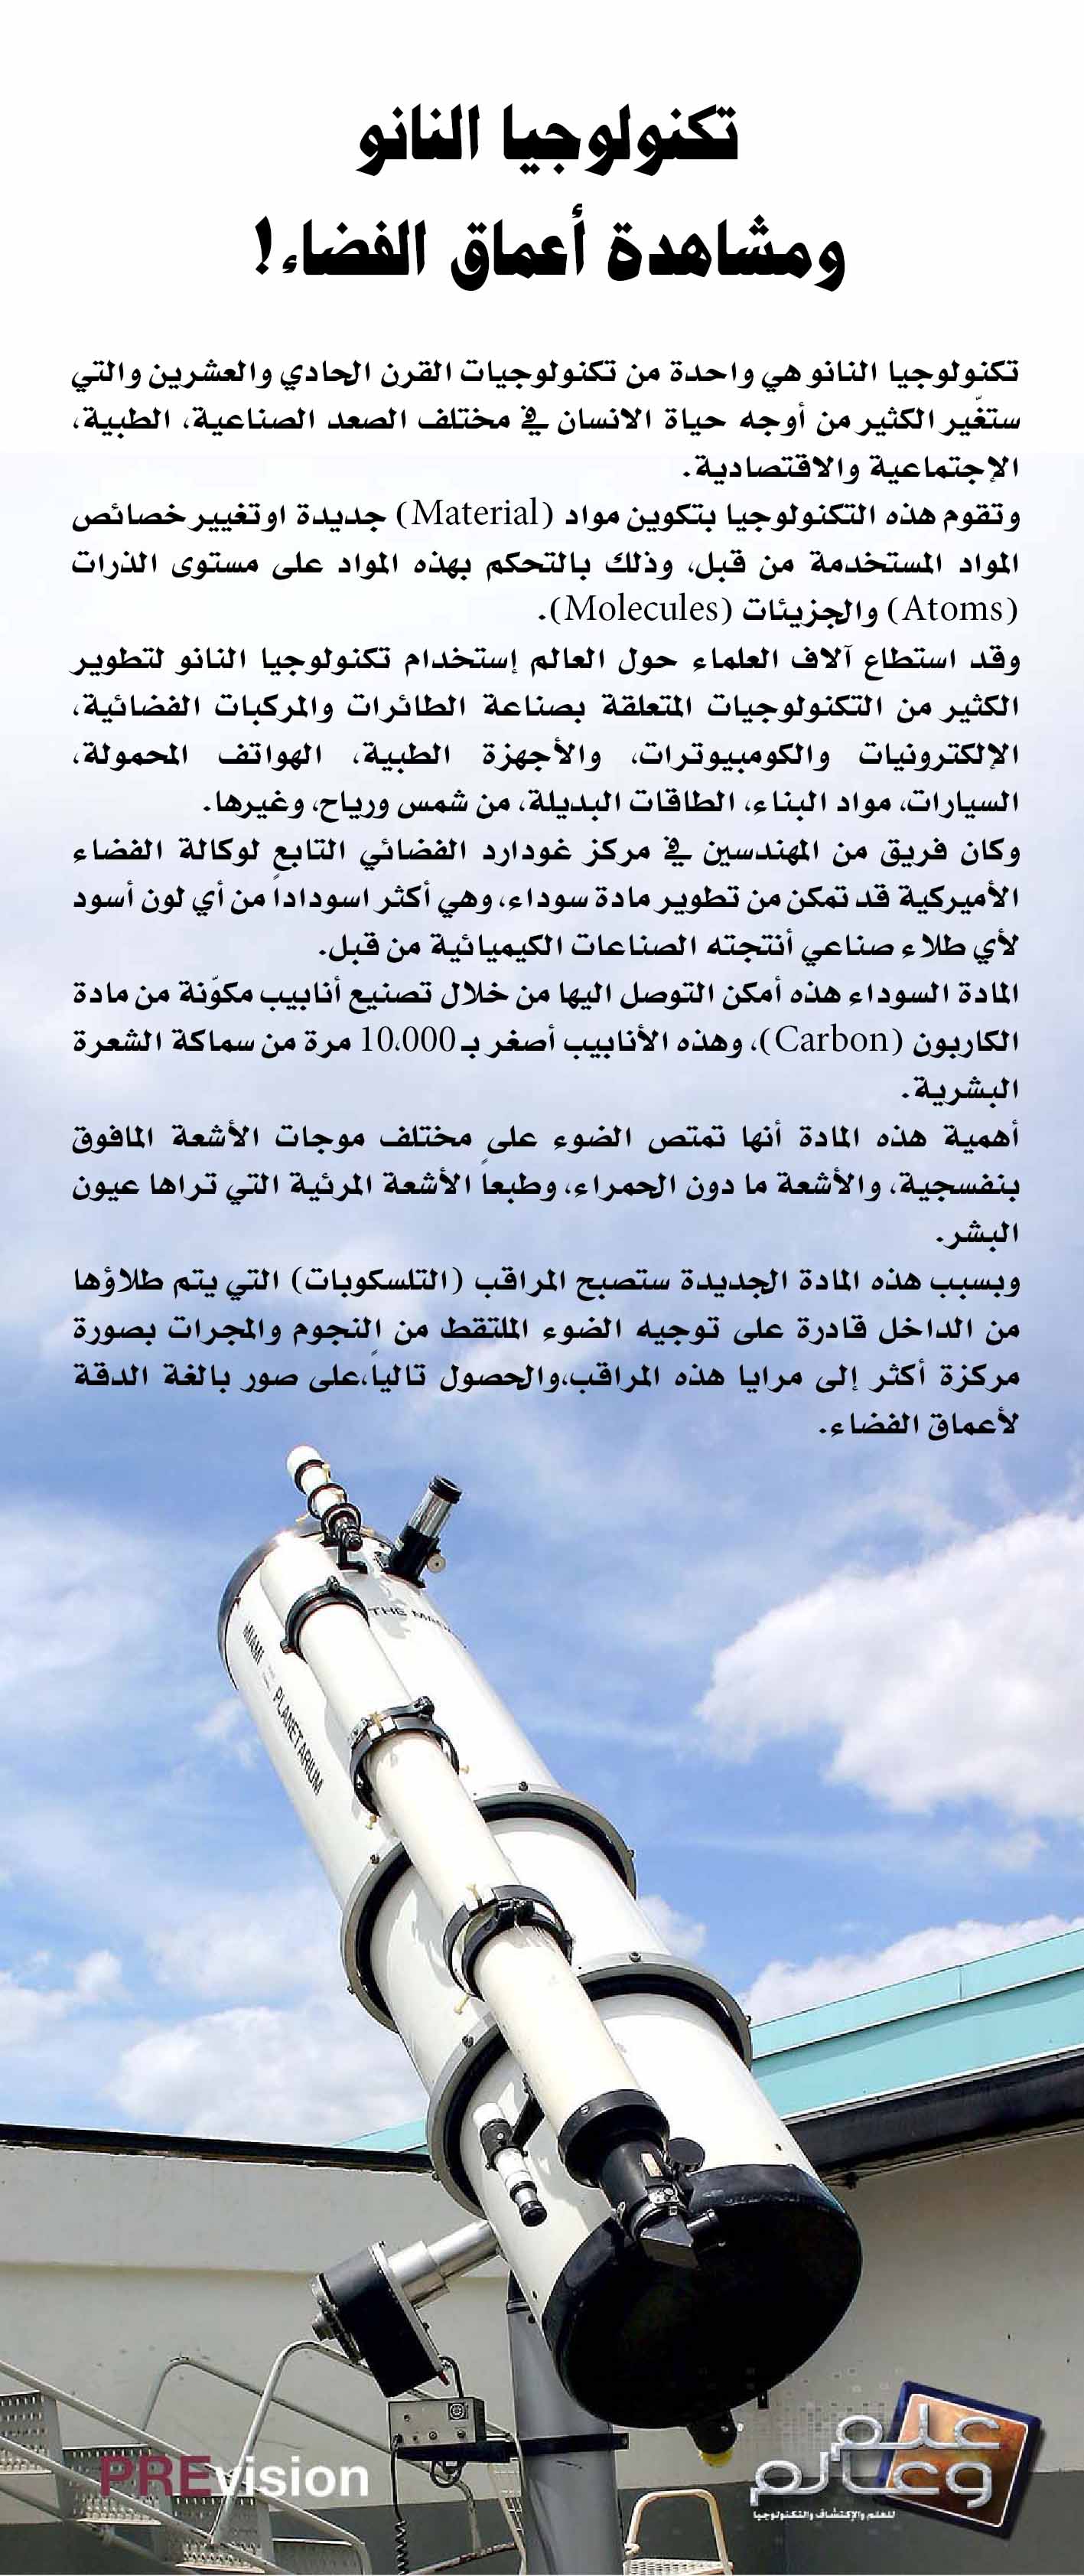 تكنولوجيا النانو
ومشاهدة أعماق الفضاء!
تكنولوجيا النانو هي واحدة من تكنولوجيات القرن الحادي والعشرين والتي
ستغّير الكثير من أوجه حياة الانسان في مختلف الصعد الصناعية، الطبية،
الإجتماعية والاقتصادية.
وتقوم هذه التكنولوجيا بتكوين مواد (Material) جديدة اوتغيير خصائص
المواد المستخدمة من قبل، وذلك بالتحكم بهذه المواد على مستوى الذرات
(Atoms) والجزيئات (Molecules).
وقد استطاع آلاف العلماء حول العالم إستخدام تكنولوجيا النانو لتطوير
الكثير من التكنولوجيات المتعلقة بصناعة الطائرات والمركبات الفضائية،
الإلكترونيات والكومبيوترات، والأجهزة الطبية، الهواتف المحمولة،
السيارات، مواد البناء، الطاقات البديلة، من شمس ورياح، وغيرها.
وكان فريق من المهندسين في مركز غودارد الفضائي التابع لوكالة الفضاء
الأميركية قد تمكن من تطوير مادة سوداء، وهي أكثر اسوداداً من أي لون أسود
لأي طلاء صناعي أنتجته الصناعات الكيميائية من قبل.
المادة السوداء هذه أمكن التوصل اليها من خلال تصنيع أنابيب مكوّنة من مادة
الكاربون (Carbon)، وهذه الأنابيب أصغر بـ 10،000 مرة من سماكة الشعرة
البشرية.
أهمية هذه المادة أنها تمتص الضوء على مختلف موجات الأشعة المافوق
بنفسجية، والأشعة ما دون الحمراء، وطبعاً الأشعة المرئية التي تراها عيون
البشر.
وبسبب هذه المادة الجديدة ستصبح المراقب (التلسكوبات) التي يتم طلاؤها
من الداخل قادرة على توجيه الضوء الملتقط من النجوم والمجرات بصورة
مركزة أكثر إلى مرايا هذه المراقب،والحصول تالياً،على صور بالغة الدقة
لأعماق الفضاء.
THE
MIAMI
PLANETARIUM
علم
وعالم
للعلم والإكتشاف والتكنولوجيا
PREvision